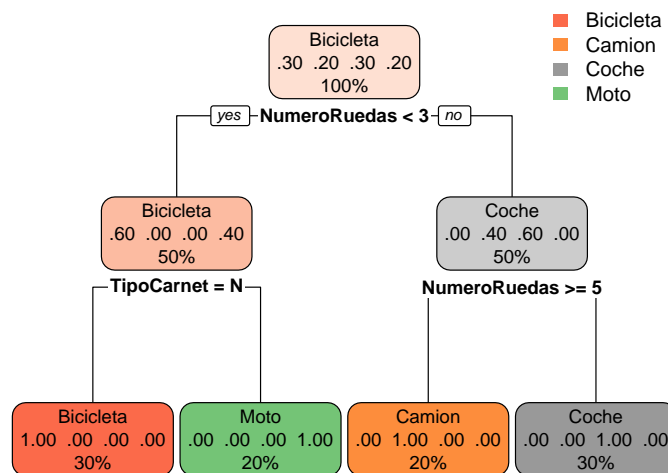 Bicicleta
Camion
Coche
Moto
Bicicleta
.30 .20 .30 .20
100%
yes NumeroRuedas < 3 no
Bicicleta
.60 .00 .00 .40
50%
Coche
.00 .40 .60 .00
50%
TipoCarnet = N
NumeroRuedas >= 5
Bicicleta
1.00 .00 .00 .00
30%
Moto
.00 .00 .00 1.00
20%
Camion
.00 1.00 .00 .00
20%
Coche
.00 .00 1.00 .00
30%